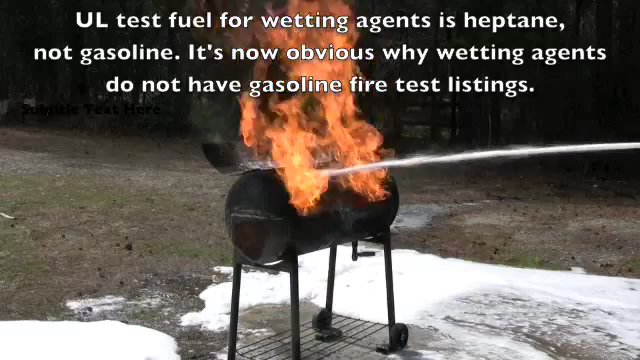 UL test fuel for wetting agents is heptane,
not gasoline. It's now obvious why wetting agents
do not have gasoline fire test listings.
Subtitle Text Here